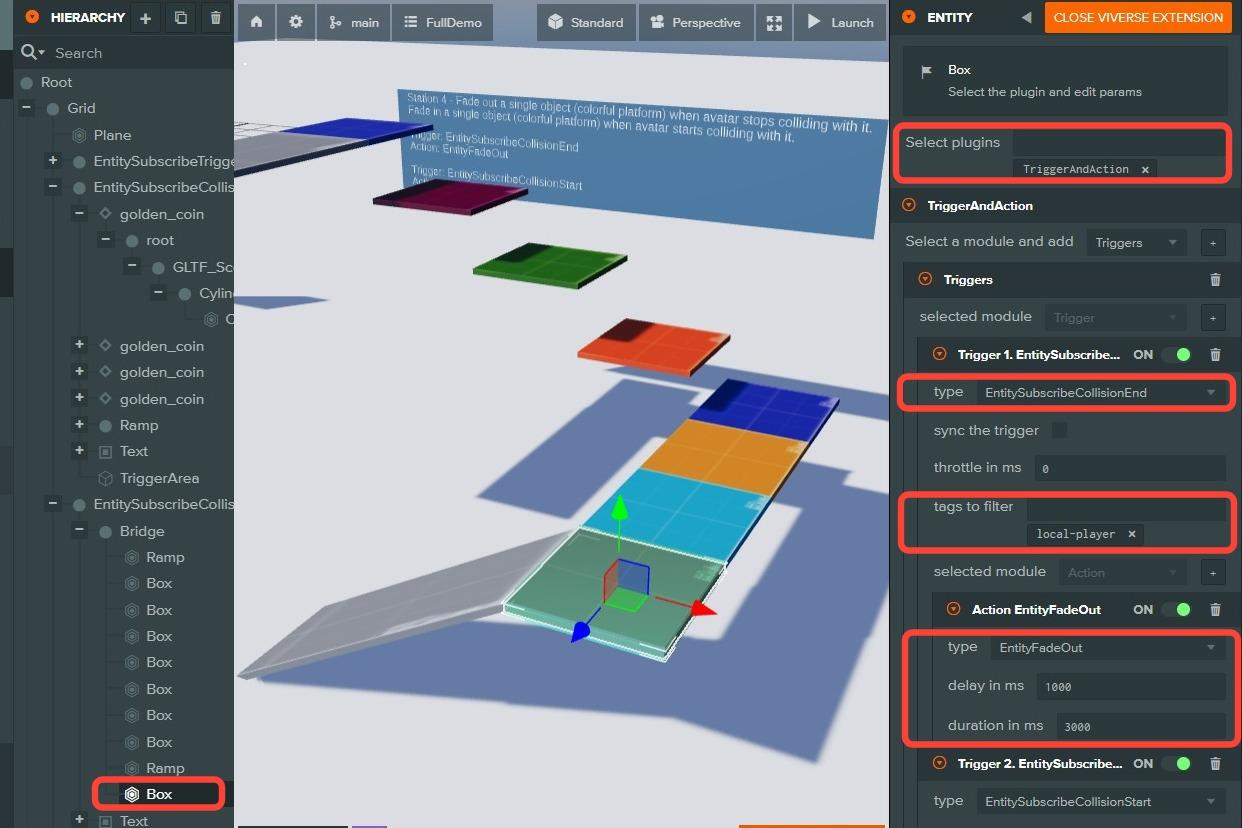 HIERARCHY
Search
Root
Grid
Plane
EntitySubscribeTrigge
EntitySubscribeCollis
golden_coin
root
GLTF_Sc
Cylin
C
golden_coin
golden_coin
golden_coin
Ramp
Text
TriggerArea
EntitySubscribeCollis
Bridge
Ramp
Box
Box
Box
Box
Box
Box
Box
Ramp
Box
Text
main
FullDemo
Standard
Perspective
Launch
Station 4 - Fade out a single object (colorful platform) when avatar stops colliding with it.
Fade in a single object (colorful platform) when avatar starts colliding with it.
Trigger: EntitySubscribeCollisionEnd
Action: EntityFadeOut
Trigger: EntitySubscribeCollisionStart
ENTITY
CLOSE VIVERSE EXTENSION
Box
Select the plugin and edit params
Select plugins
TriggerAndAction ×
TriggerAndAction
Select a module and add Triggers +
Triggers
selected module Trigger +
Trigger 1. EntitySubscribe... ON
type EntitySubscribeCollisionEnd
sync the trigger
throttle in ms 0
tags to filter
local-player ×
selected module Action +
Action EntityFadeOut ON
type EntityFadeOut
delay in ms 1000
duration in ms 3000
Trigger 2. EntitySubscribe... ON
type EntitySubscribeCollisionStart